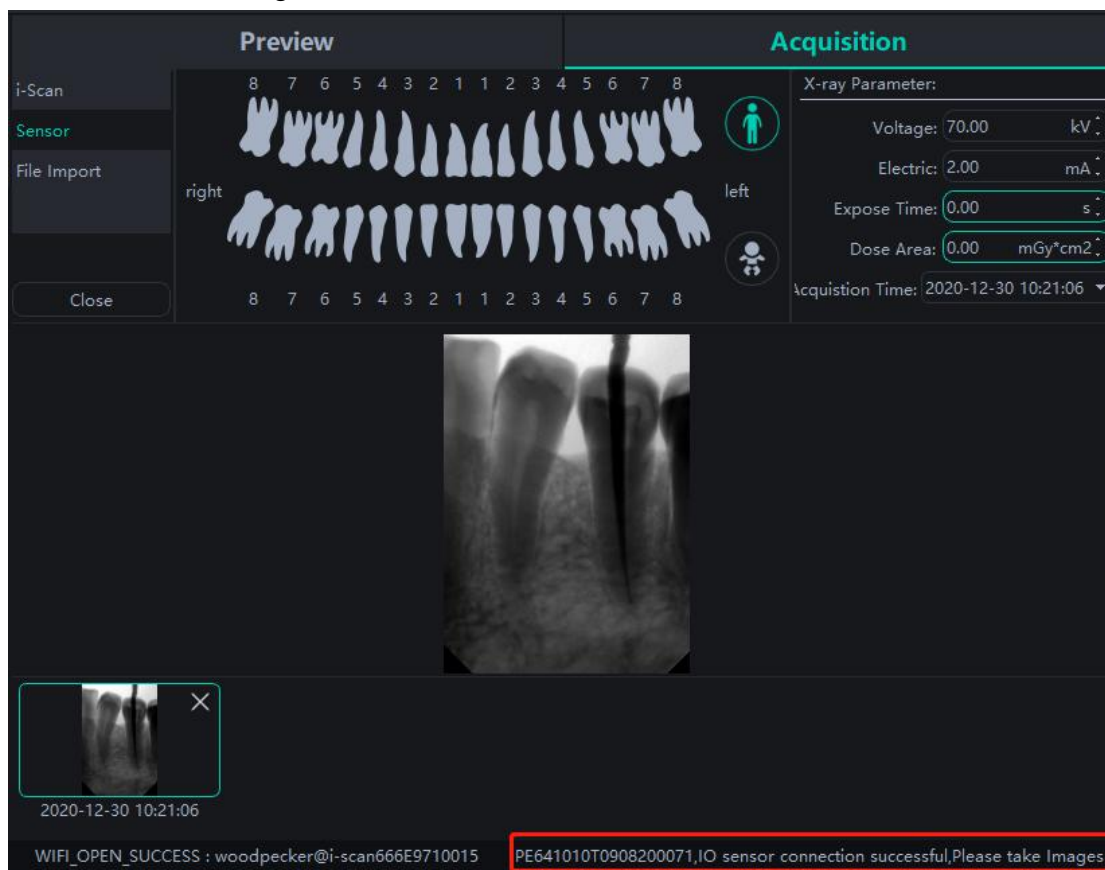 Preview
Acquisition
i-Scan
Sensor
File Import
Close
8 7 6 5 4 3 2 1 1 2 3 4 5 6 7 8
right
left
8 7 6 5 4 3 2 1 1 2 3 4 5 6 7 8
X-ray Parameter:
Voltage: 70.00 kV
Electric: 2.00 mA
Expose Time: 0.00 s
Dose Area: 0.00 mGy*cm2
Acquistion Time: 2020-12-30 10:21:06
2020-12-30 10:21:06
WIFI_OPEN_SUCCESS : woodpecker@i-scan666E9710015
PE641010T0908200071,IO sensor connection successful,Please take Images